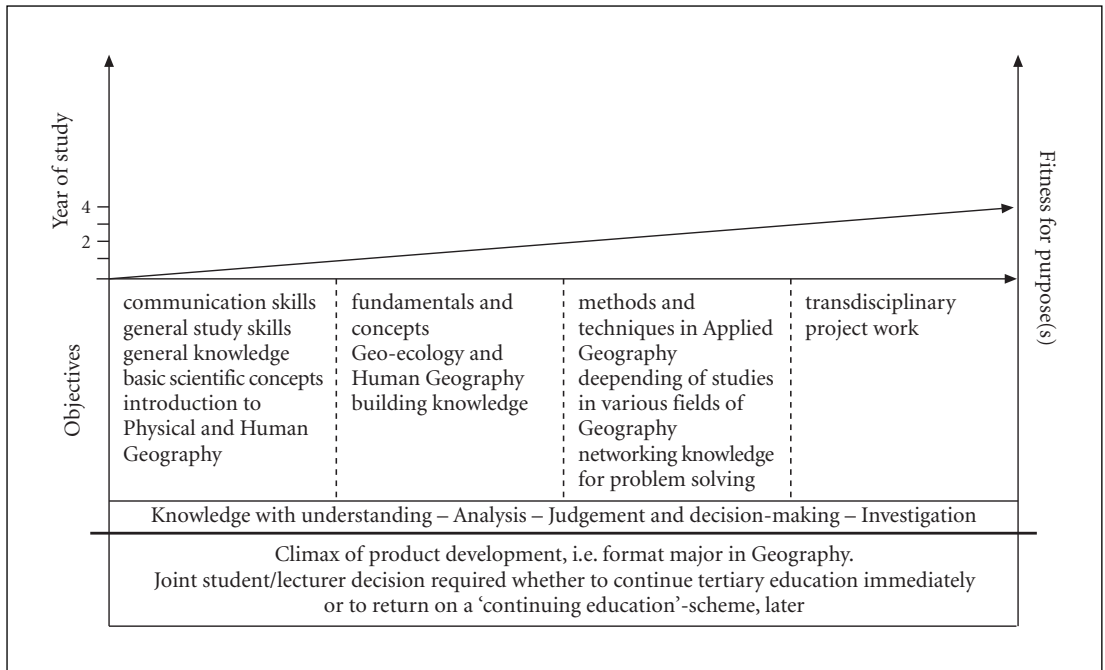 Year of study
4
2
Fitness for purpose(s)
Objectives
communication skills
general study skills
general knowledge
basic scientific concepts
introduction to
Physical and Human
Geography
fundamentals and
concepts
Geo-ecology and
Human Geography
building knowledge
methods and
techniques in Applied
Geography
deepening of studies
in various fields of
Geography
networking knowledge
for problem solving
transdisciplinary
project work
Knowledge with understanding – Analysis – Judgement and decision-making – Investigation
Climax of product development, i.e. format major in Geography.
Joint student/lecturer decision required whether to continue tertiary education immediately
or to return on a ‘continuing education’-scheme, later